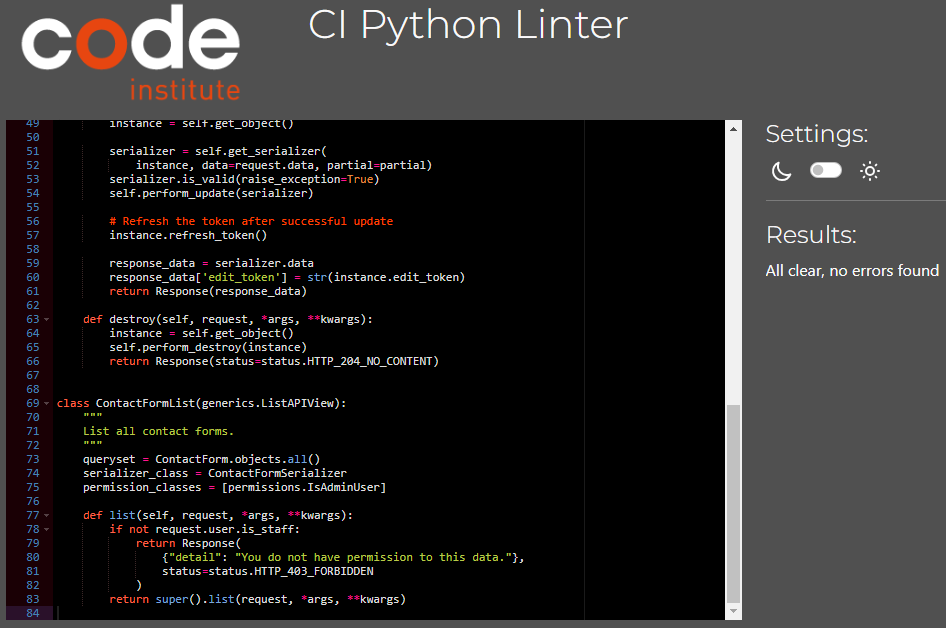 code
institute
CI Python Linter
49 instance = self.get_object()
50
51 serializer = self.get_serializer(
52 instance, data=request.data, partial=partial)
53 serializer.is_valid(raise_exception=True)
54 self.perform_update(serializer)
55
56 # Refresh the token after successful update
57 instance.refresh_token()
58
59 response_data = serializer.data
60 response_data['edit_token'] = str(instance.edit_token)
61 return Response(response_data)
62
63 def destroy(self, request, *args, **kwargs):
64 instance = self.get_object()
65 self.perform_destroy(instance)
66 return Response(status=status.HTTP_204_NO_CONTENT)
67
68
69 class ContactFormList(generics.ListAPIView):
70 """
71 List all contact forms.
72 """
73 queryset = ContactForm.objects.all()
74 serializer_class = ContactFormSerializer
75 permission_classes = [permissions.IsAdminUser]
76
77 def list(self, request, *args, **kwargs):
78 if not request.user.is_staff:
79 return Response(
80 {"detail": "You do not have permission to this data."},
81 status=status.HTTP_403_FORBIDDEN
82 )
83 return super().list(request, *args, **kwargs)
84
Settings:
Results:
All clear, no errors found